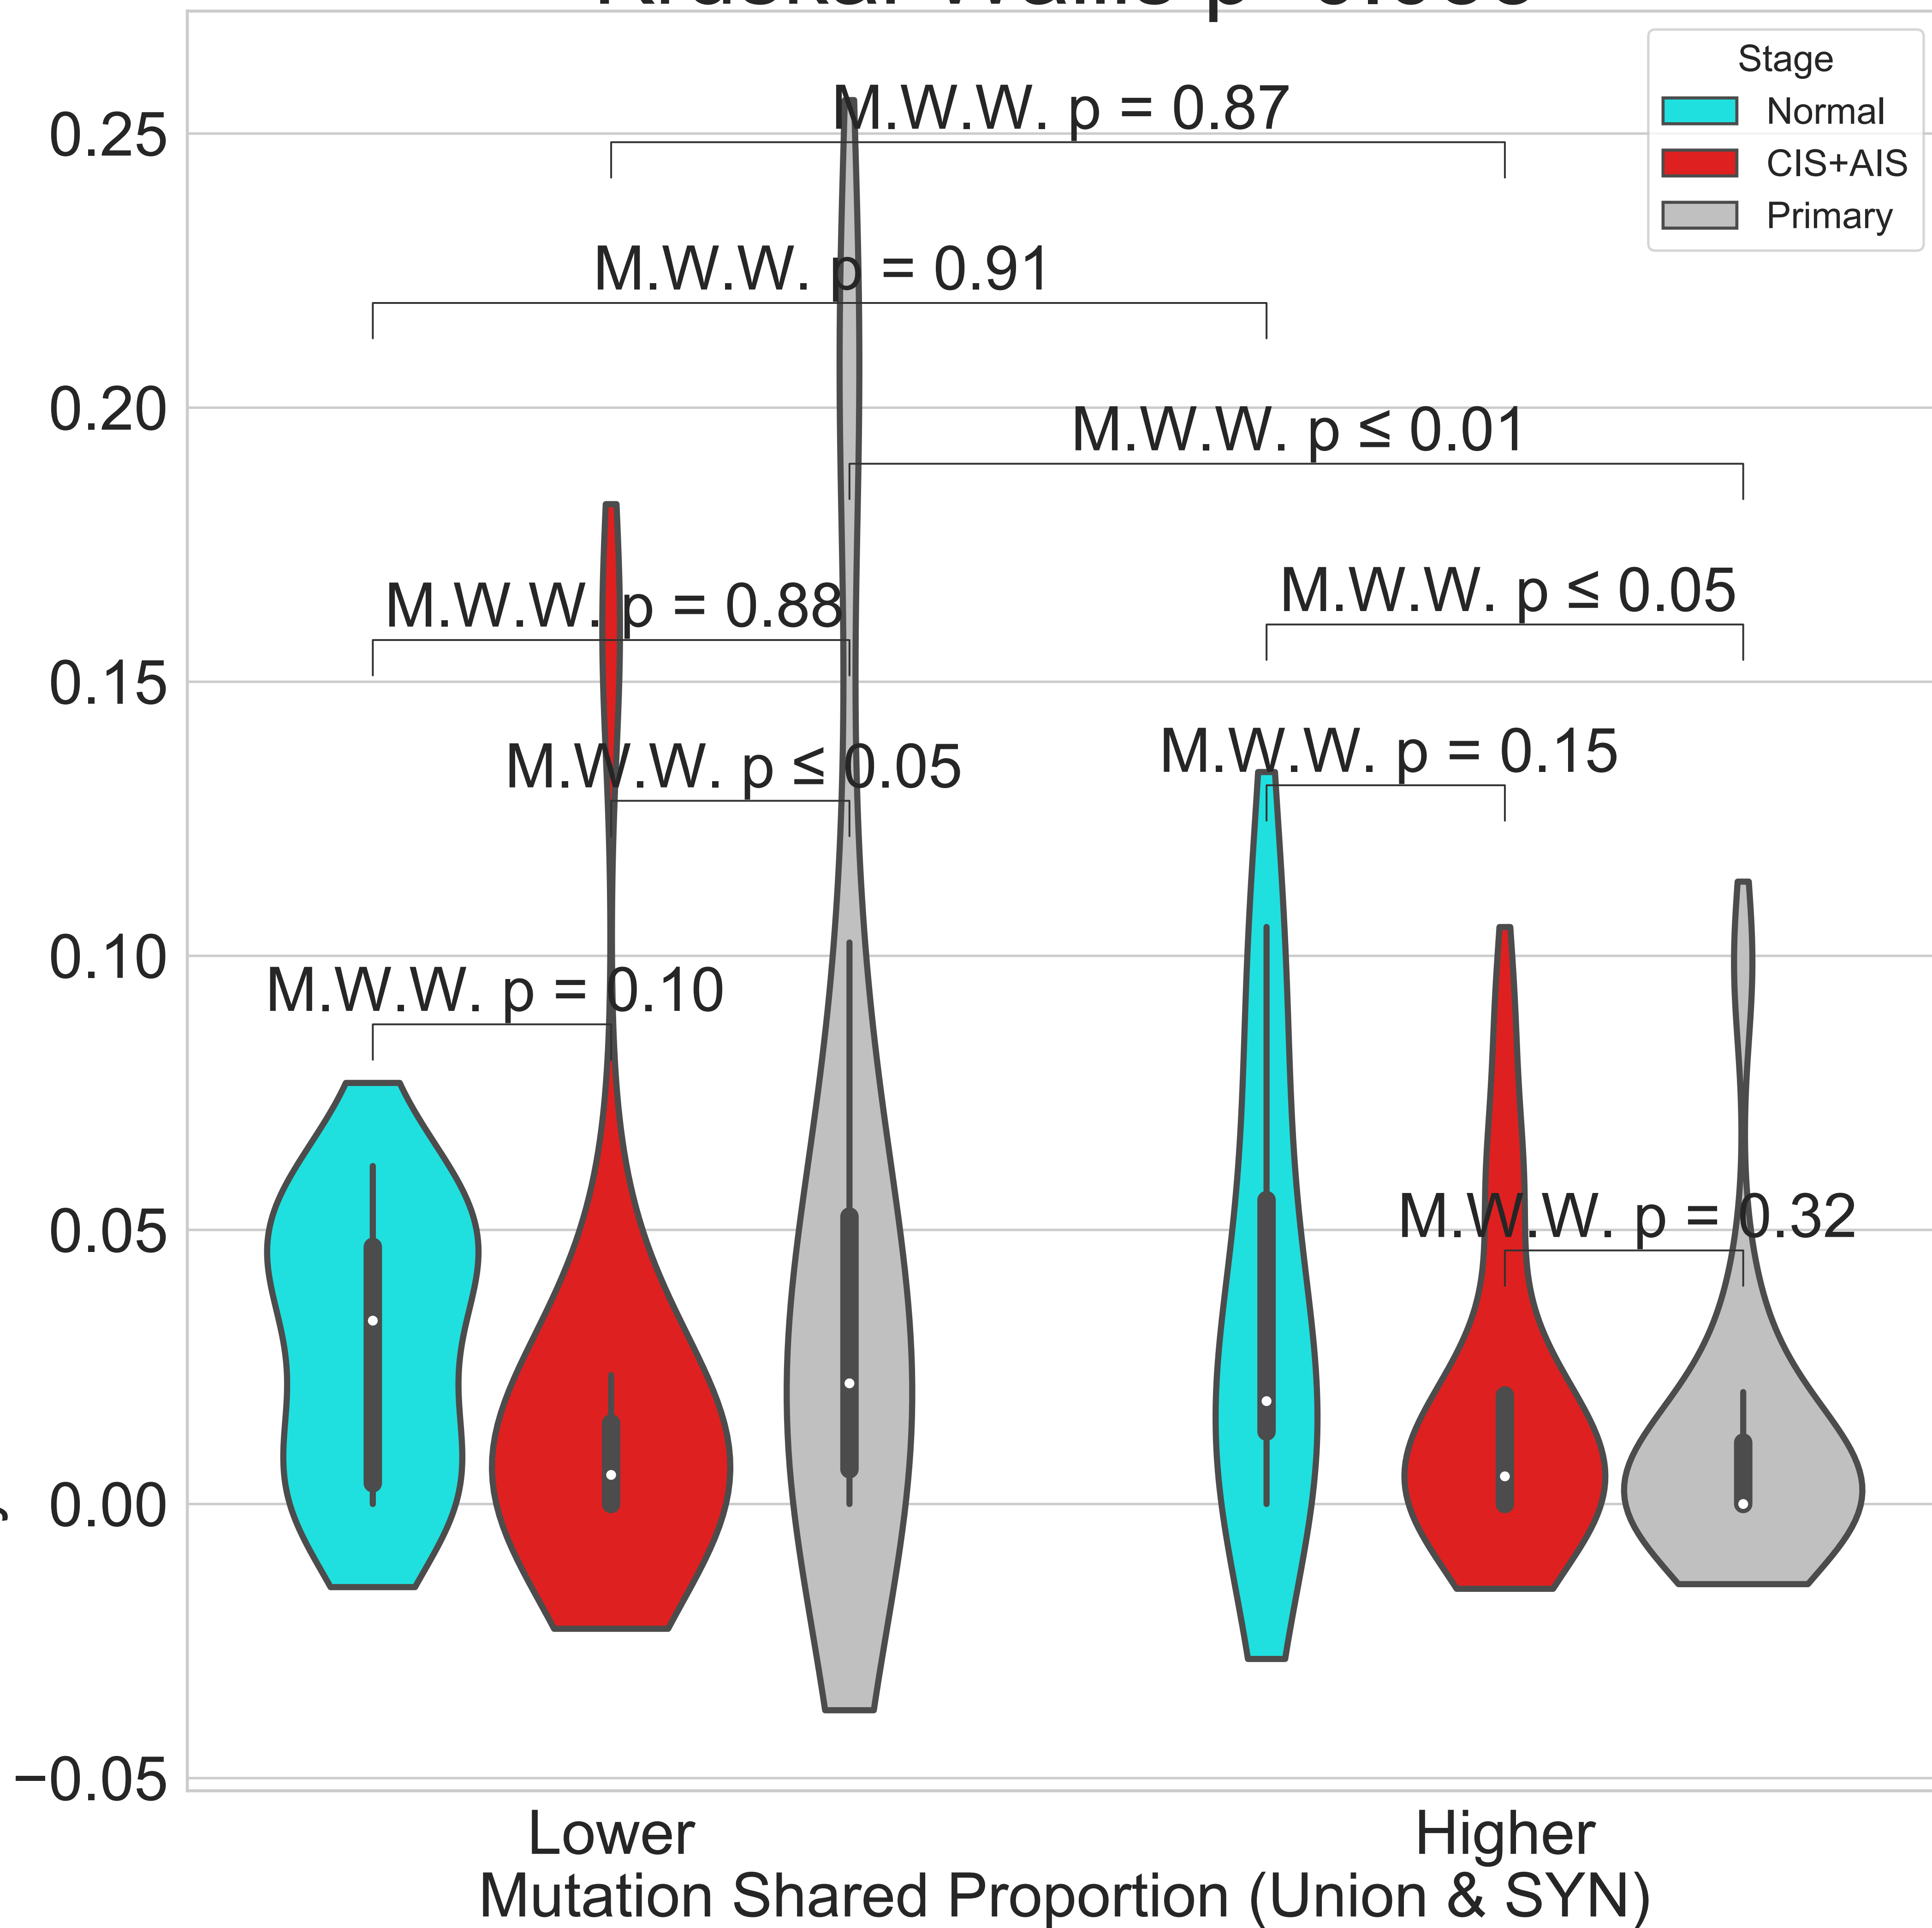 Stage
Normal
CIS+AIS
Primary
M.W.W. p = 0.87
M.W.W. p = 0.91
M.W.W. p ≤ 0.01
M.W.W. p = 0.88
M.W.W. p ≤ 0.05
M.W.W. p ≤ 0.05
M.W.W. p = 0.15
M.W.W. p = 0.10
M.W.W. p = 0.32
0.25
0.20
0.15
0.10
0.05
0.00
−0.05
Lower
Higher
Mutation Shared Proportion (Union & SYN)